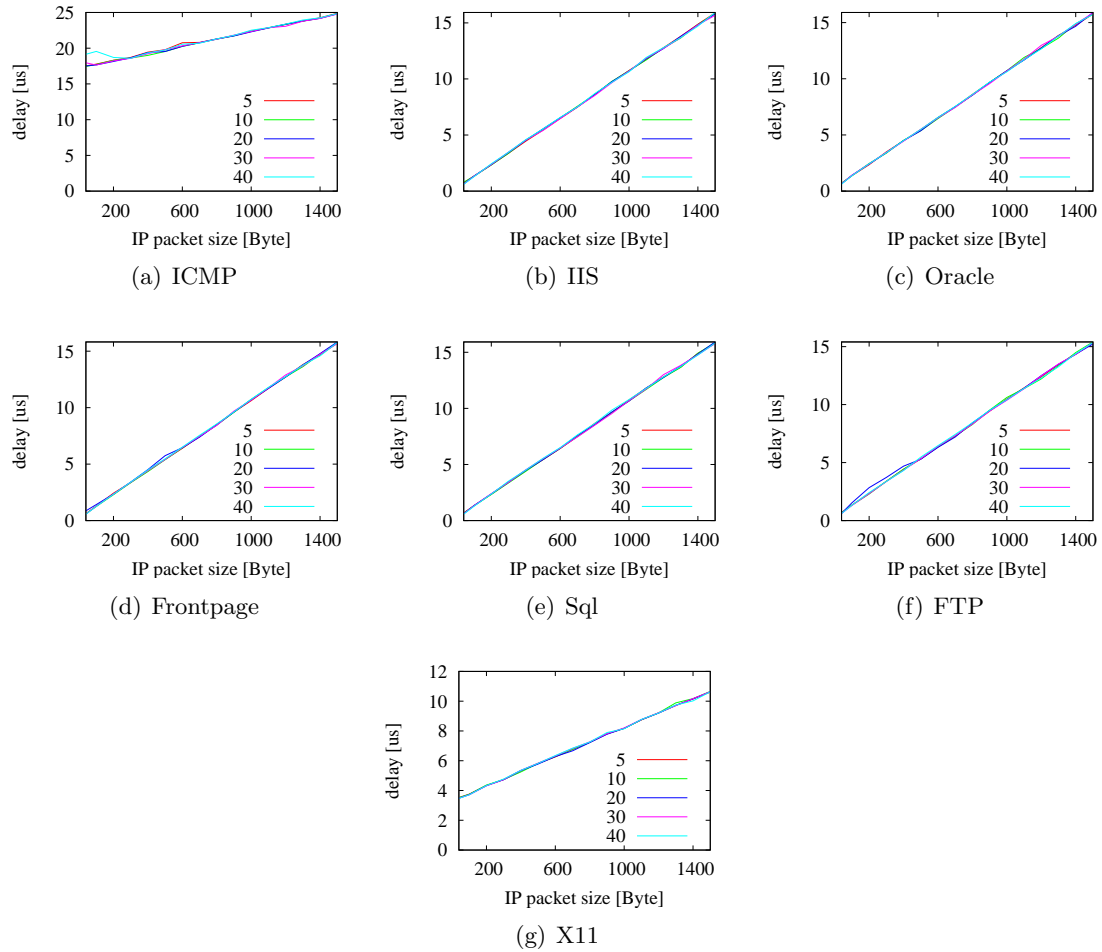 25
20
15
10
5
0
delay [us]
5
10
20
30
40
200 600 1000 1400
IP packet size [Byte]
(a) ICMP
15
10
5
0
delay [us]
5
10
20
30
40
200 600 1000 1400
IP packet size [Byte]
(b) IIS
15
10
5
0
delay [us]
5
10
20
30
40
200 600 1000 1400
IP packet size [Byte]
(c) Oracle
15
10
5
0
delay [us]
5
10
20
30
40
200 600 1000 1400
IP packet size [Byte]
(d) Frontpage
15
10
5
0
delay [us]
5
10
20
30
40
200 600 1000 1400
IP packet size [Byte]
(e) Sql
15
10
5
0
delay [us]
5
10
20
30
40
200 600 1000 1400
IP packet size [Byte]
(f) FTP
12
10
8
6
4
2
0
delay [us]
5
10
20
30
40
200 600 1000 1400
IP packet size [Byte]
(g) X11